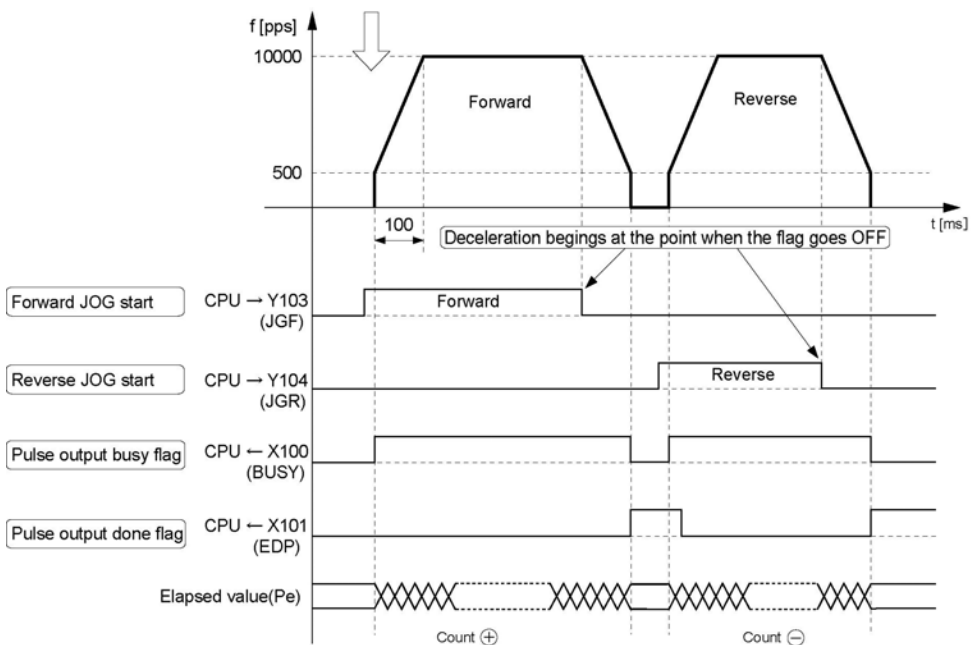 f [pps]
10000
Forward
Reverse
500
t [ms]
100
Deceleration begings at the point when the flag goes OFF
Forward JOG start
CPU → Y103
(JGF)
Forward
Reverse JOG start
CPU → Y104
(JGR)
Reverse
Pulse output busy flag
CPU ← X100
(BUSY)
Pulse output done flag
CPU ← X101
(EDP)
Elapsed value(Pe)
Count ⊕
Count ⊖